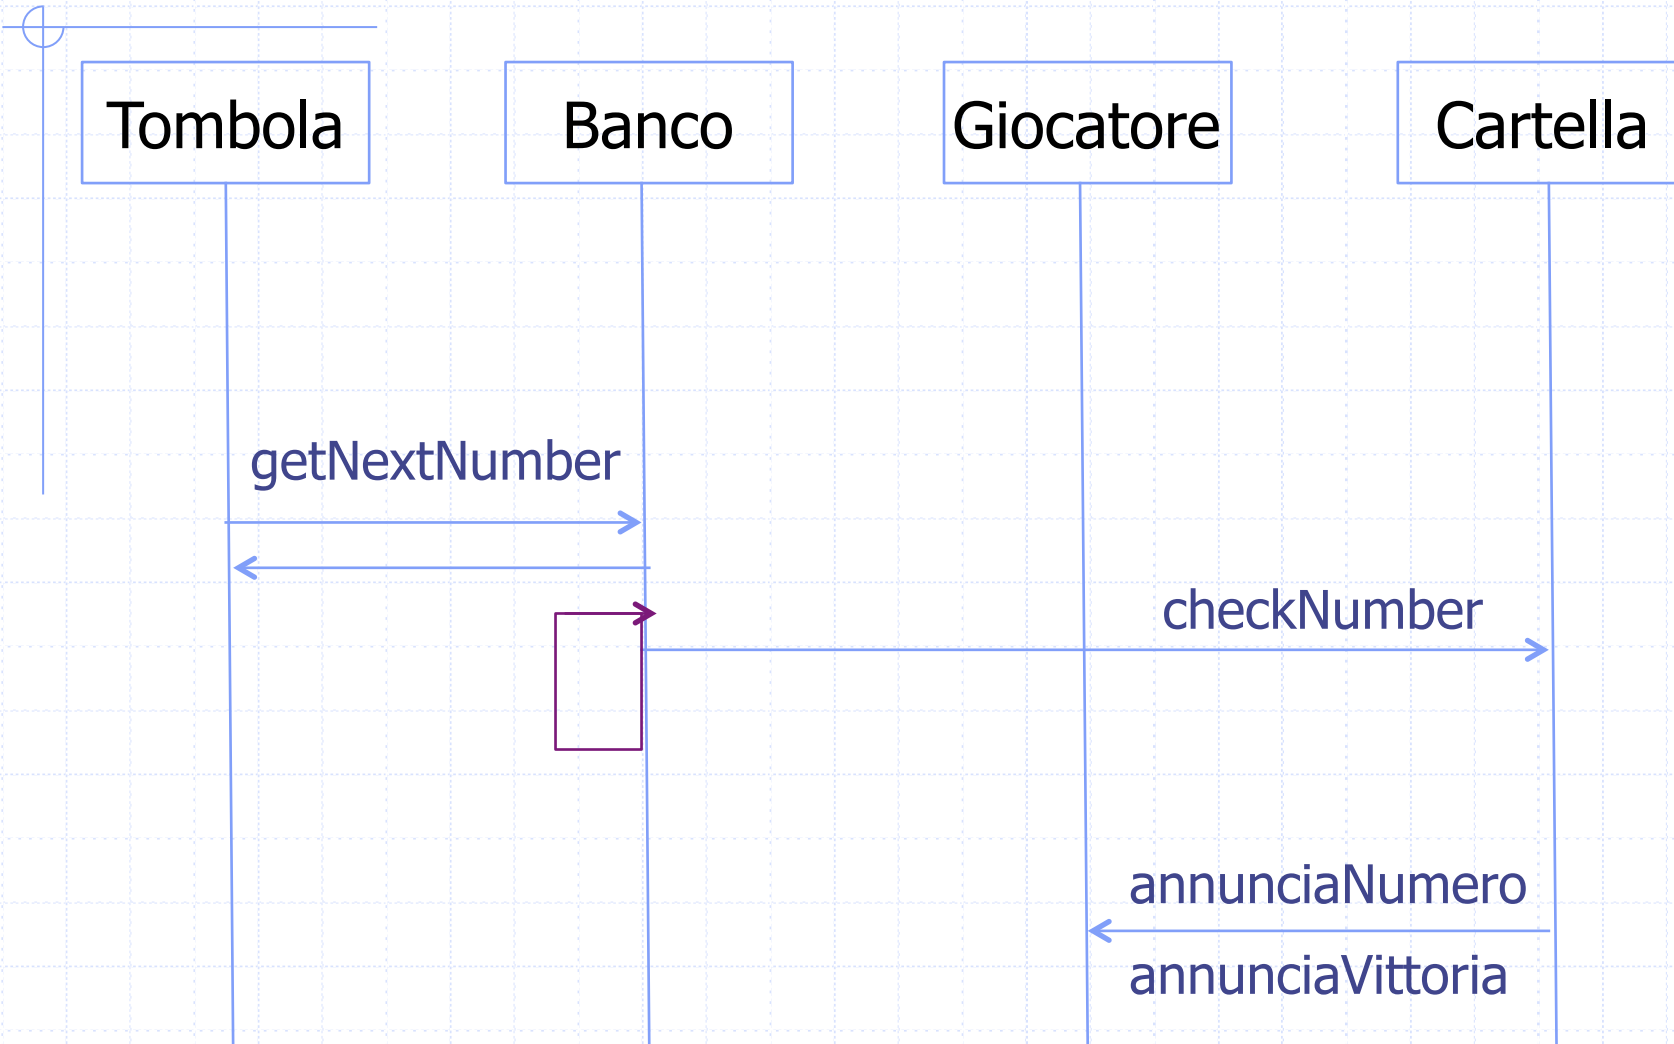 Tombola
Banco
Giocatore
Cartella
getNextNumber
checkNumber
annunciaNumero
annunciaVittoria